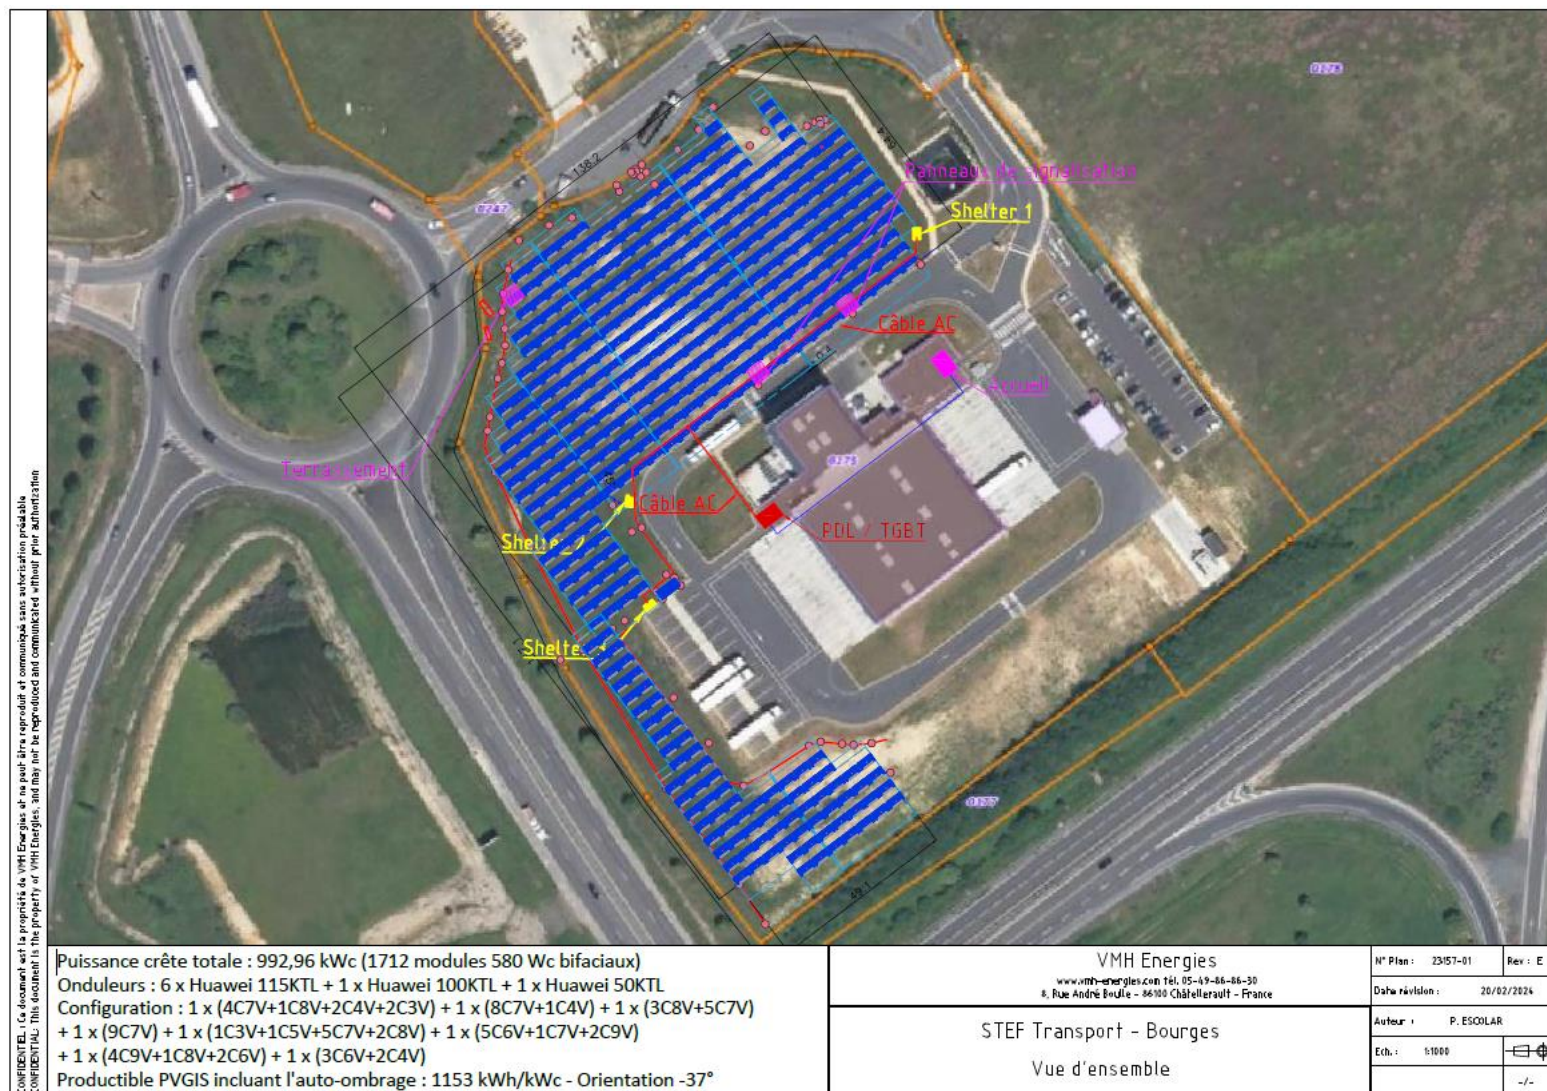 CONFIDENTIEL : Ce document est la propriété de VMH Energies et ne peut être reproduit et communiqué sans autorisation préalable
CONFIDENTIAL : This document is the property of VMH Energies, and may not be reproduced and communicated without prior authorization
0178
0247
138.2
Panneaux de signalisation
Shelter 1
Câble AC
Accueil
Terrassement
0175
Câble AC
PDL / TGBT
Shelter 2
Shelte
0177
49.1
Puissance crête totale : 992,96 kWc (1712 modules 580 Wc bifaciaux)
Onduleurs : 6 x Huawei 115KTL + 1 x Huawei 100KTL + 1 x Huawei 50KTL
Configuration : 1 x (4C7V+1C8V+2C4V+2C3V) + 1 x (8C7V+1C4V) + 1 x (3C8V+5C7V)
+ 1 x (9C7V) + 1 x (1C3V+1C5V+5C7V+2C8V) + 1 x (5C6V+1C7V+2C9V)
+ 1 x (4C9V+1C8V+2C6V) + 1 x (3C6V+2C4V)
Productible PVGIS incluant l'auto-ombrage : 1153 kWh/kWc - Orientation -37°
VMH Energies
www.vmh-energies.com tél. 05-49-86-86-30
8, Rue André Boulle - 86100 Châtellerault - France
STEF Transport - Bourges
Vue d'ensemble
N° Plan : 23157-01 Rev : E
Date révision : 20/02/2024
Auteur : P. ESCOLAR
Ech. : 1:1000
-/-